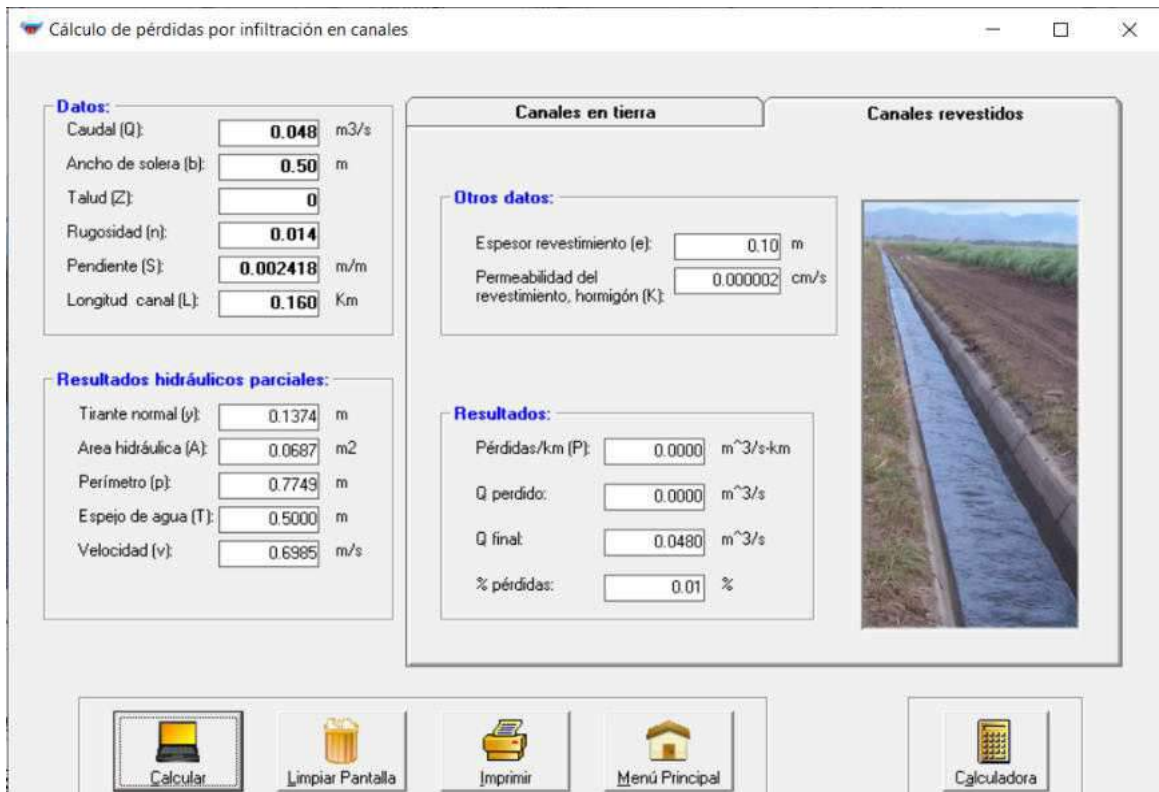 Cálculo de pérdidas por infiltración en canales
Datos:
Caudal (Q): 0.048 m3/s
Ancho de solera (b): 0.50 m
Talud (Z): 0
Rugosidad (n): 0.014
Pendiente (S): 0.002418 m/m
Longitud canal (L): 0.160 Km
Resultados hidráulicos parciales:
Tirante normal (y): 0.1374 m
Area hidráulica (A): 0.0687 m2
Perímetro (p): 0.7749 m
Espejo de agua (T): 0.5000 m
Velocidad (v): 0.6985 m/s
Canales en tierra
Canales revestidos
Otros datos:
Espesor revestimiento (e): 0.10 m
Permeabilidad del
revestimiento, hormigón (K): 0.000002 cm/s
Resultados:
Pérdidas/km (P): 0.0000 m^3/s-km
Q perdido: 0.0000 m^3/s
Q final: 0.0480 m^3/s
% pérdidas: 0.01 %
Calcular
Limpiar Pantalla
Imprimir
Menú Principal
Calculadora